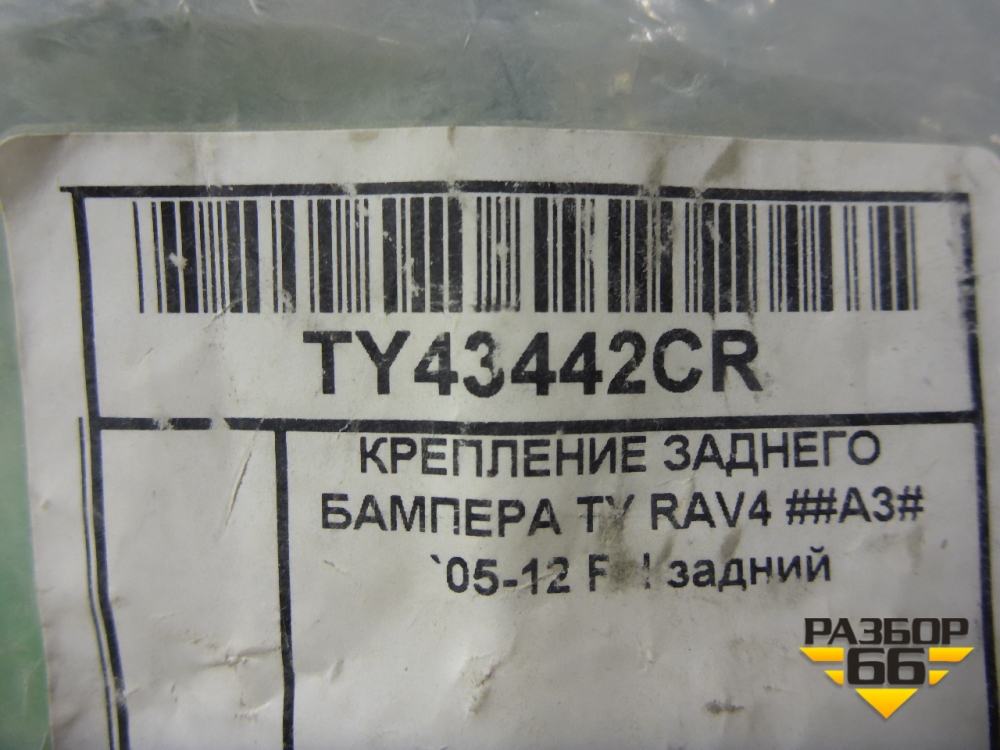 TY43442CR
КРЕПЛЕНИЕ ЗАДНЕГО
БАМПЕРА TY RAV4 ##A3#
`05-12 задний
РАЗБОР
66